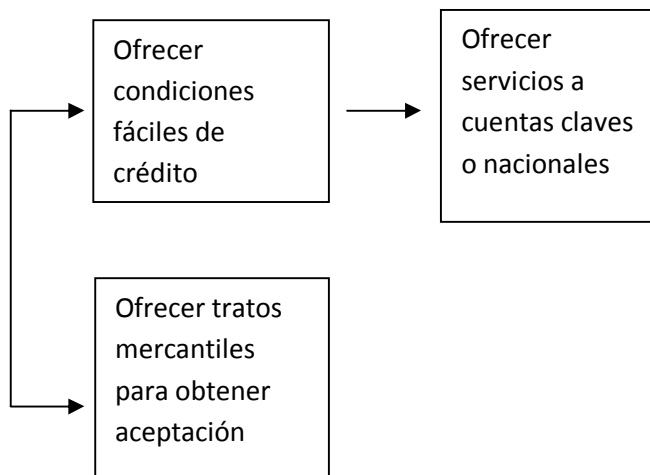 Ofrecer
condiciones
fáciles de
crédito
Ofrecer
servicios a
cuentas claves
o nacionales
Ofrecer tratos
mercantiles
para obtener
aceptación